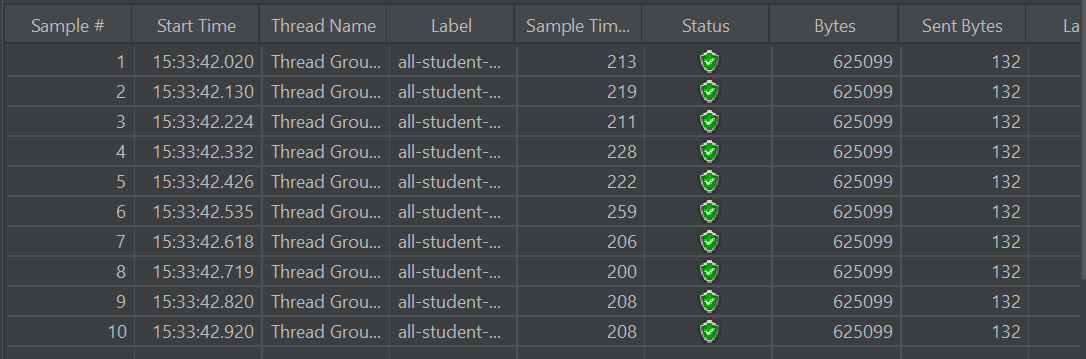 Sample # Start Time Thread Name Label Sample Tim... Status Bytes Sent Bytes La
1 15:33:42.020 Thread Grou... all-student-... 213 625099 132
2 15:33:42.130 Thread Grou... all-student-... 219 625099 132
3 15:33:42.224 Thread Grou... all-student-... 211 625099 132
4 15:33:42.332 Thread Grou... all-student-... 228 625099 132
5 15:33:42.426 Thread Grou... all-student-... 222 625099 132
6 15:33:42.535 Thread Grou... all-student-... 259 625099 132
7 15:33:42.618 Thread Grou... all-student-... 206 625099 132
8 15:33:42.719 Thread Grou... all-student-... 200 625099 132
9 15:33:42.820 Thread Grou... all-student-... 208 625099 132
10 15:33:42.920 Thread Grou... all-student-... 208 625099 132